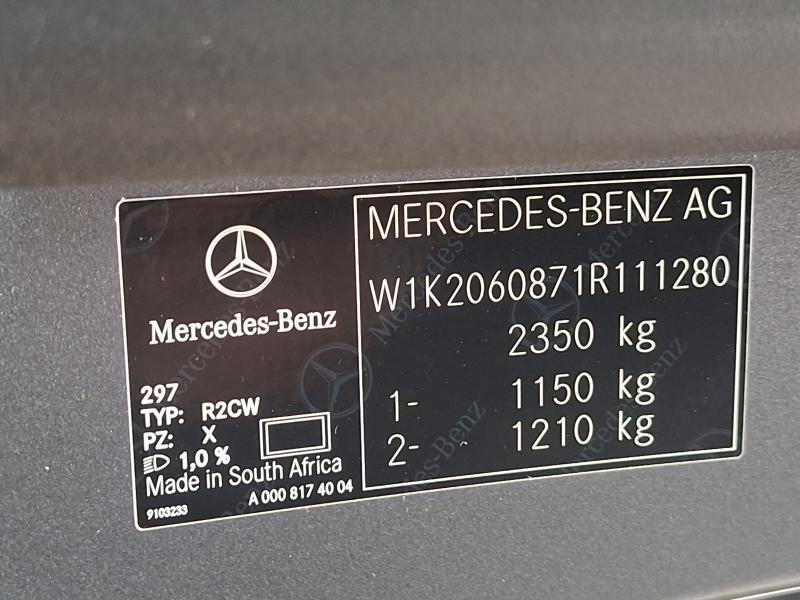 Mercedes-Benz
297
TYP: R2CW
PZ: X
1,0 %
Made in South Africa
A 000 817 40 04
9103233
MERCEDES-BENZ AG
W1K2060871R111280
2350 kg
1- 1150 kg
2- 1210 kg